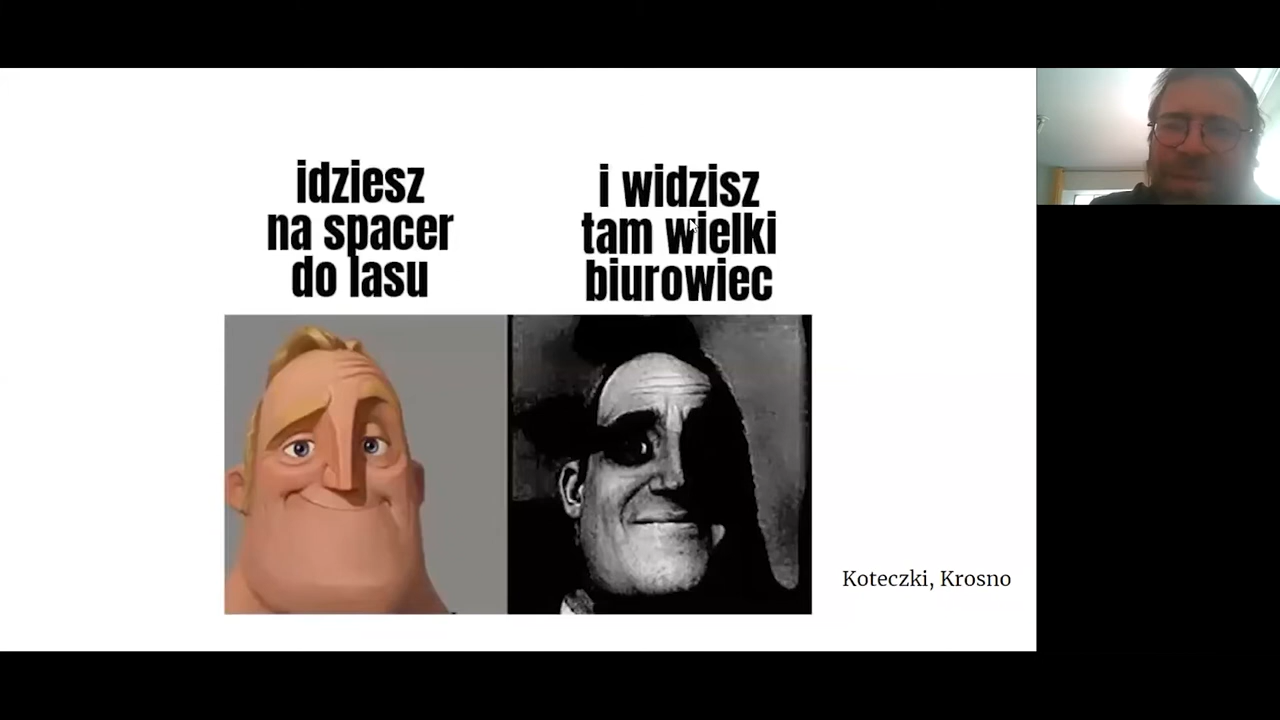 idziesz
na spacer
do lasu
i widzisz
tam wielki
biurowiec
Koteczki, Krosno